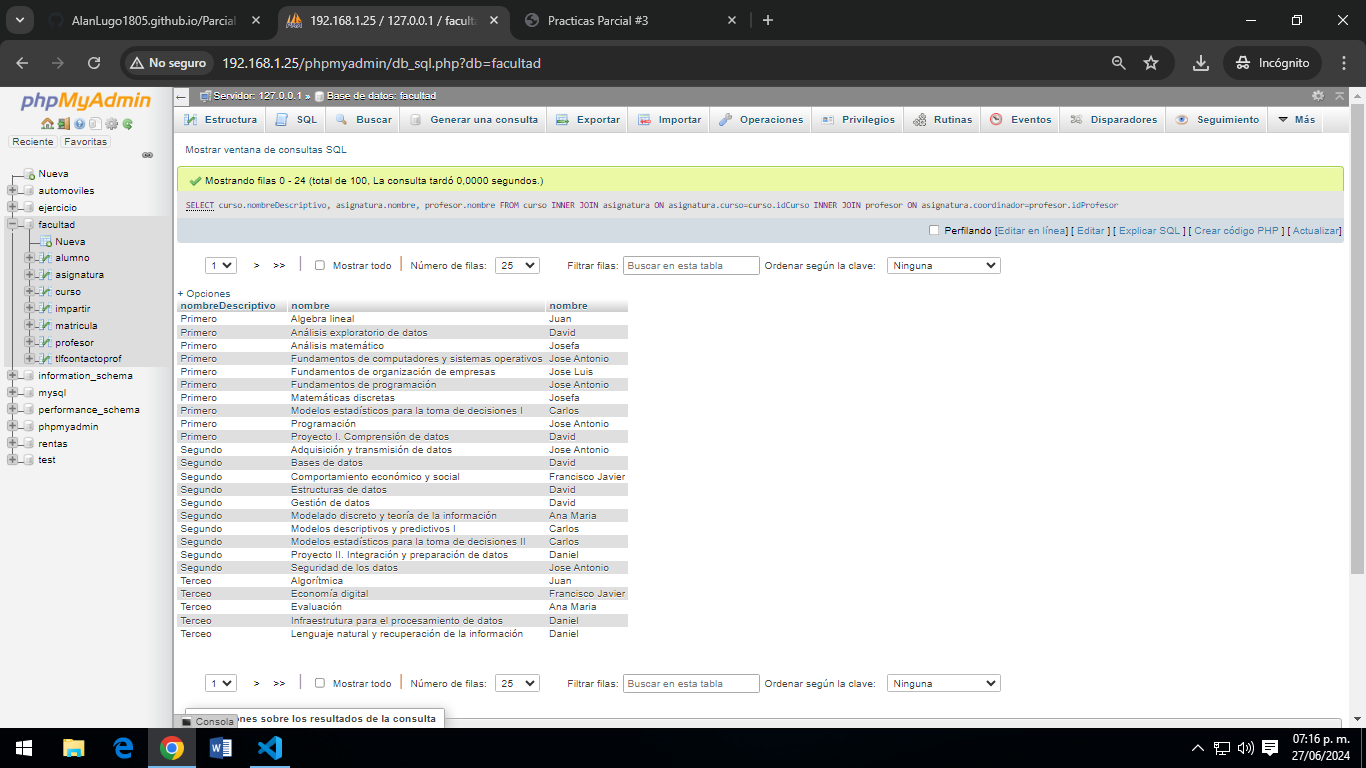 AlanLugo1805.github.io/Parcial
192.168.1.25 / 127.0.0.1 / faculta
Practicas Parcial #3
No seguro
192.168.1.25/phpmyadmin/db_sql.php?db=facultad
Incógnito
phpMyAdmin
Reciente Favoritas
Nueva
automoviles
ejercicio
facultad
Nueva
alumno
asignatura
curso
impartir
matricula
profesor
tlfcontactoprof
information_schema
mysql
performance_schema
phpmyadmin
rentas
test
Servidor: 127.0.0.1 » Base de datos: facultad
Estructura SQL Buscar Generar una consulta Exportar Importar Operaciones Privilegios Rutinas Eventos Disparadores Seguimiento Más
Mostrar ventana de consultas SQL
Mostrando filas 0 - 24 (total de 100, La consulta tardó 0,0000 segundos.)
SELECT curso.nombreDescriptivo, asignatura.nombre, profesor.nombre FROM curso INNER JOIN asignatura ON asignatura.curso=curso.idCurso INNER JOIN profesor ON asignatura.coordinador=profesor.idProfesor
Perfilando [Editar en línea] [ Editar ] [ Explicar SQL ] [ Crear código PHP ] [ Actualizar]
1 > >> | Mostrar todo | Número de filas: 25 Filtrar filas: Buscar en esta tabla Ordenar según la clave: Ninguna
+ Opciones
nombreDescriptivo nombre nombre
Primero Algebra lineal Juan
Primero Análisis exploratorio de datos David
Primero Análisis matemático Josefa
Primero Fundamentos de computadores y sistemas operativos Jose Antonio
Primero Fundamentos de organización de empresas Jose Luis
Primero Fundamentos de programación Jose Antonio
Primero Matemáticas discretas Josefa
Primero Modelos estadísticos para la toma de decisiones I Carlos
Primero Programación Jose Antonio
Primero Proyecto I. Comprensión de datos David
Segundo Adquisición y transmisión de datos Jose Antonio
Segundo Bases de datos David
Segundo Comportamiento económico y social Francisco Javier
Segundo Estructuras de datos David
Segundo Gestión de datos David
Segundo Modelado discreto y teoría de la información Ana Maria
Segundo Modelos descriptivos y predictivos I Carlos
Segundo Modelos estadísticos para la toma de decisiones II Carlos
Segundo Proyecto II. Integración y preparación de datos Daniel
Segundo Seguridad de los datos Jose Antonio
Terceo Algorítmica Juan
Terceo Economía digital Francisco Javier
Terceo Evaluación Ana Maria
Terceo Infraestrutura para el procesamiento de datos Daniel
Terceo Lenguaje natural y recuperación de la información Daniel
1 > >> | Mostrar todo | Número de filas: 25 Filtrar filas: Buscar en esta tabla Ordenar según la clave: Ninguna
Consola
nes sobre los resultados de la consulta
07:16 p. m.
27/06/2024